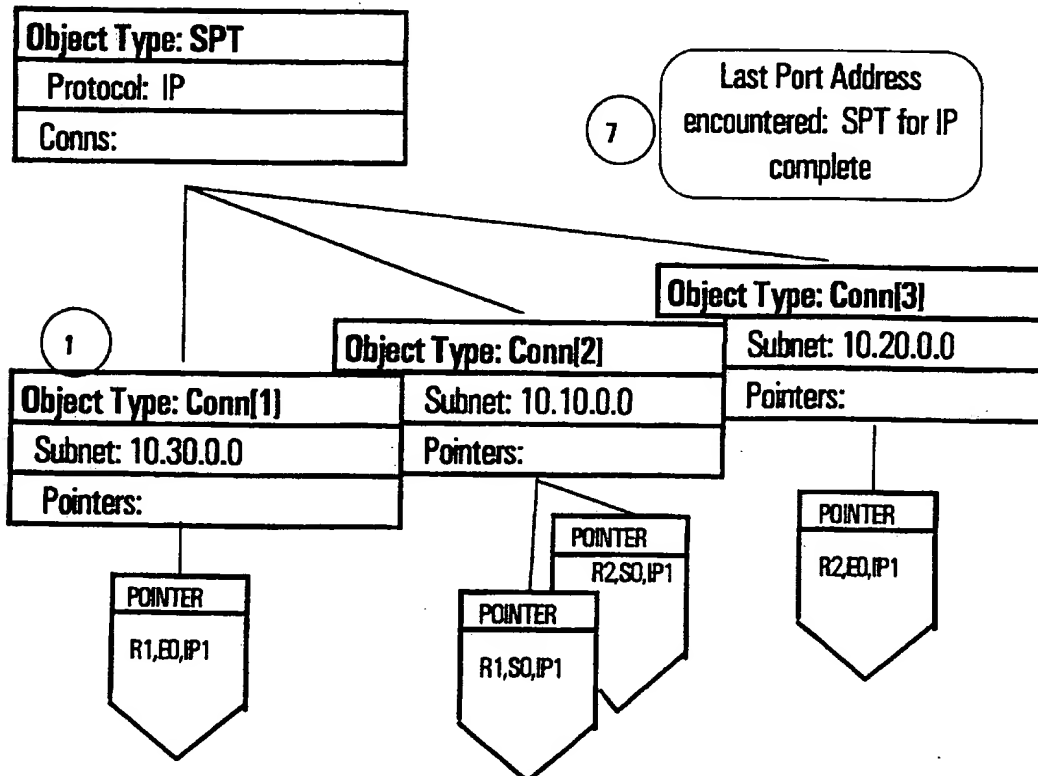 Object Type: SPT
Protocol: IP
Conns:
7
Last Port Address
encountered: SPT for IP
complete
1
Object Type: Conn[1]
Subnet: 10.30.0.0
Pointers:
Object Type: Conn[2]
Subnet: 10.10.0.0
Pointers:
Object Type: Conn[3]
Subnet: 10.20.0.0
Pointers:
POINTER
R1,E0,IP1
POINTER
R1,S0,IP1
POINTER
R2,S0,IP1
POINTER
R2,E0,IP1